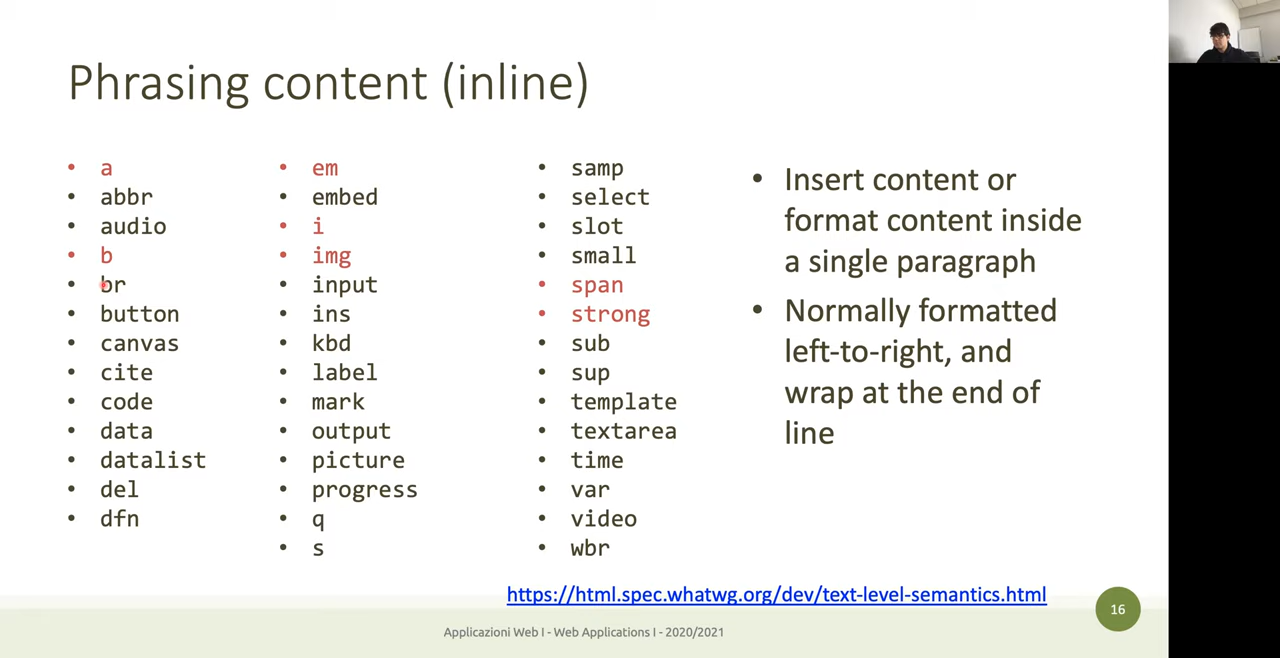 Phrasing content (inline)
• a
• abbr
• audio
• b
• br
• button
• canvas
• cite
• code
• data
• datalist
• del
• dfn
• em
• embed
• i
• img
• input
• ins
• kbd
• label
• mark
• output
• picture
• progress
• q
• s
• samp
• select
• slot
• small
• span
• strong
• sub
• sup
• template
• textarea
• time
• var
• video
• wbr
• Insert content or
format content inside
a single paragraph
• Normally formatted
left-to-right, and
wrap at the end of
line
https://html.spec.whatwg.org/dev/text-level-semantics.html
16
Applicazioni Web I - Web Applications I - 2020/2021